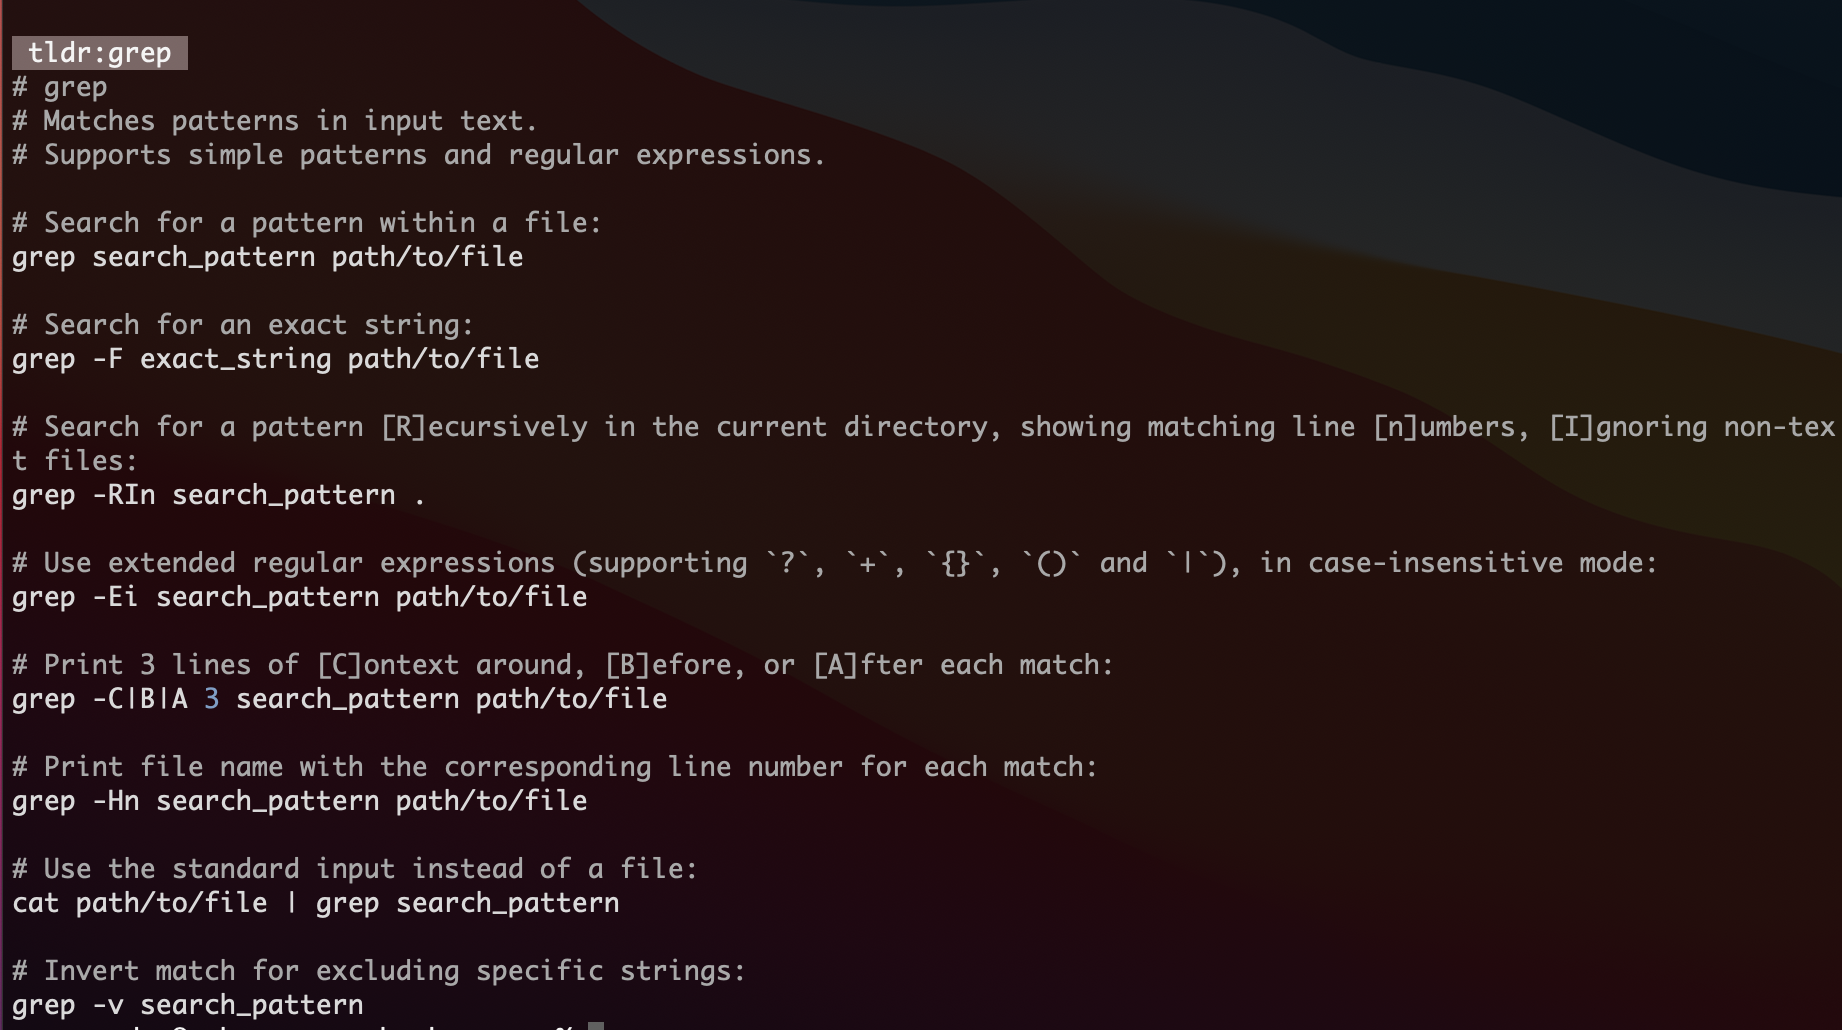 tldr:grep
# grep
# Matches patterns in input text.
# Supports simple patterns and regular expressions.
# Search for a pattern within a file:
grep search_pattern path/to/file
# Search for an exact string:
grep -F exact_string path/to/file
# Search for a pattern [R]ecursively in the current directory, showing matching line [n]umbers, [I]gnoring non-tex
t files:
grep -RIn search_pattern .
# Use extended regular expressions (supporting `?`, `+`, `{}`, `()` and `|`), in case-insensitive mode:
grep -Ei search_pattern path/to/file
# Print 3 lines of [C]ontext around, [B]efore, or [A]fter each match:
grep -C|B|A 3 search_pattern path/to/file
# Print file name with the corresponding line number for each match:
grep -Hn search_pattern path/to/file
# Use the standard input instead of a file:
cat path/to/file | grep search_pattern
# Invert match for excluding specific strings:
grep -v search_pattern